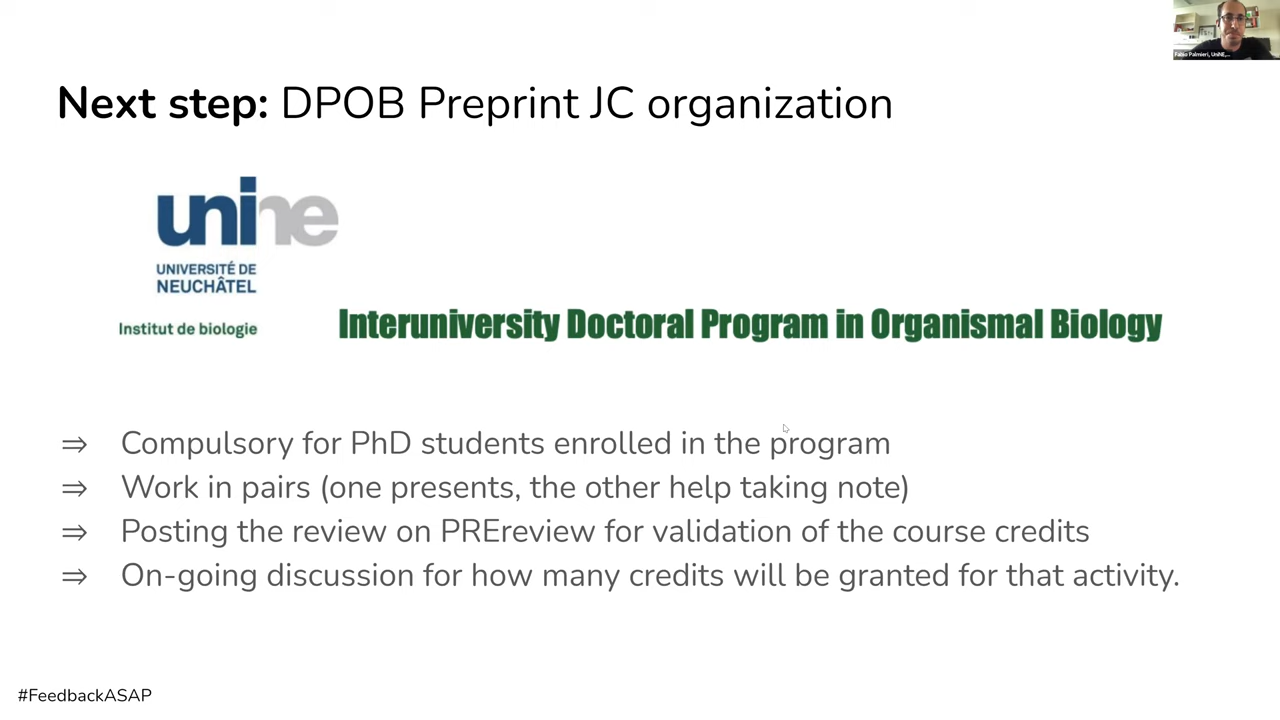 Fabio Palmieri, UniNE,...
Next step: DPOB Preprint JC organization
unine
UNIVERSITÉ DE
NEUCHÂTEL
Institut de biologie
Interuniversity Doctoral Program in Organismal Biology
⇒ Compulsory for PhD students enrolled in the program
⇒ Work in pairs (one presents, the other help taking note)
⇒ Posting the review on PREreview for validation of the course credits
⇒ On-going discussion for how many credits will be granted for that activity.
#FeedbackASAP